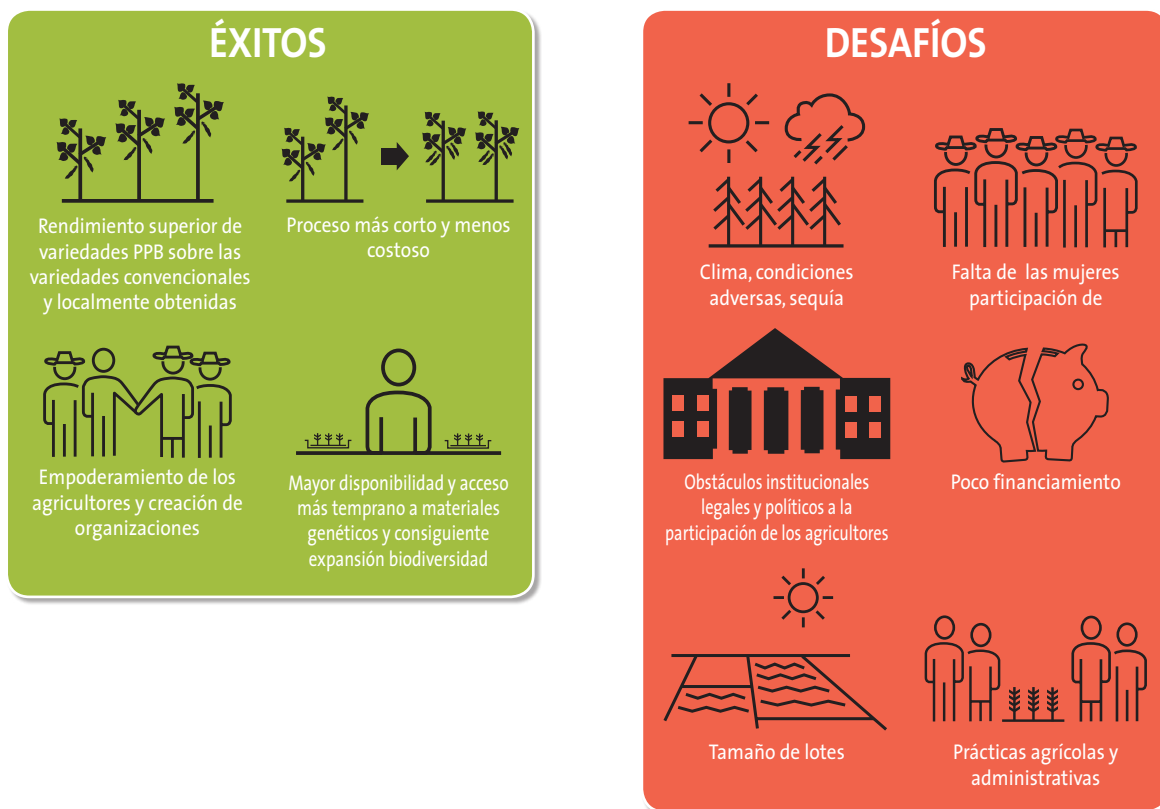 ÉXITOS
Rendimiento superior de
variedades PPB sobre las
variedades convencionales
y localmente obtenidas
Proceso más corto y menos
costoso
Empoderamiento de los
agricultores y creación de
organizaciones
Mayor disponibilidad y acceso
más temprano a materiales
genéticos y consiguiente
expansión biodiversidad
DESAFÍOS
Clima, condiciones
adversas, sequía
Falta de las mujeres
participación de
Obstáculos institucionales
legales y políticos a la
participación de los agricultores
Poco financiamiento
Tamaño de lotes
Prácticas agrícolas y
administrativas